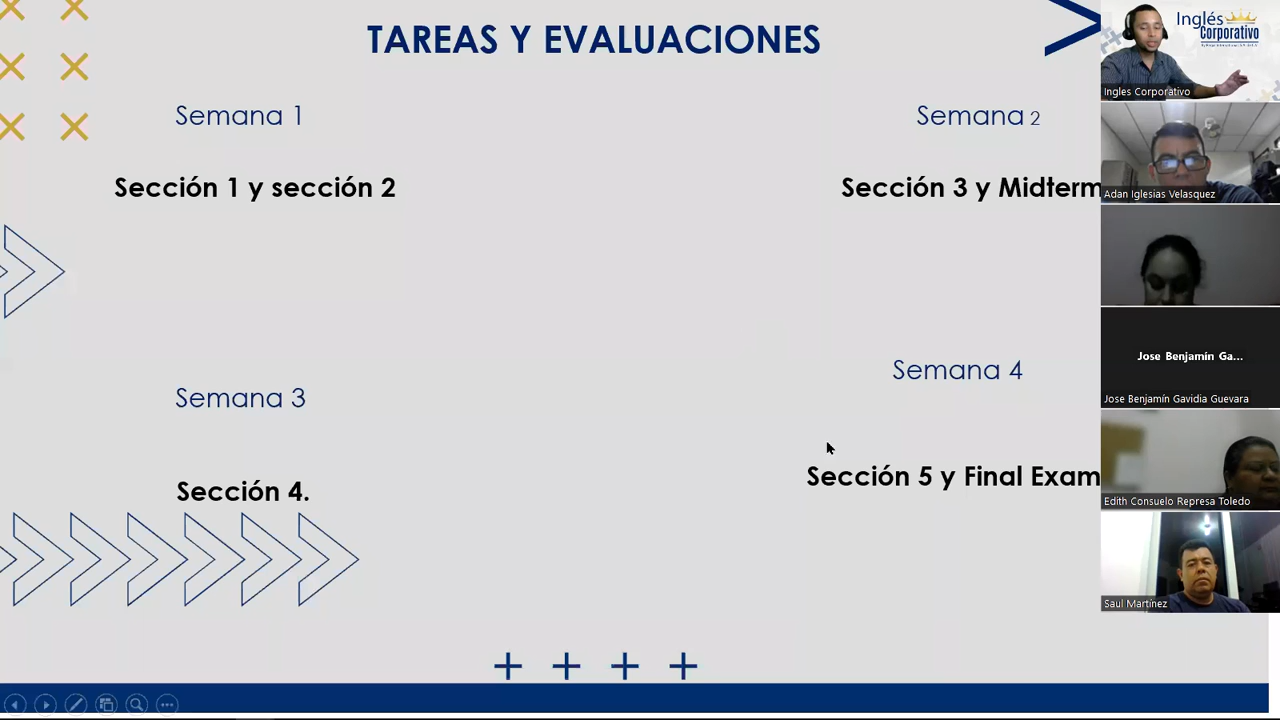 TAREAS Y EVALUACIONES
Semana 1
Sección 1 y sección 2
Semana 2
Sección 3 y Midterm
Semana 3
Sección 4.
Semana 4
Sección 5 y Final Exam
Inglés
Corporativo
Ingles Corporativo
Adan Iglesias Velasquez
Jose Benjamín Ga...
Jose Benjamín Gavidia Guevara
Edith Consuelo Represa Toledo
Saul Martínez